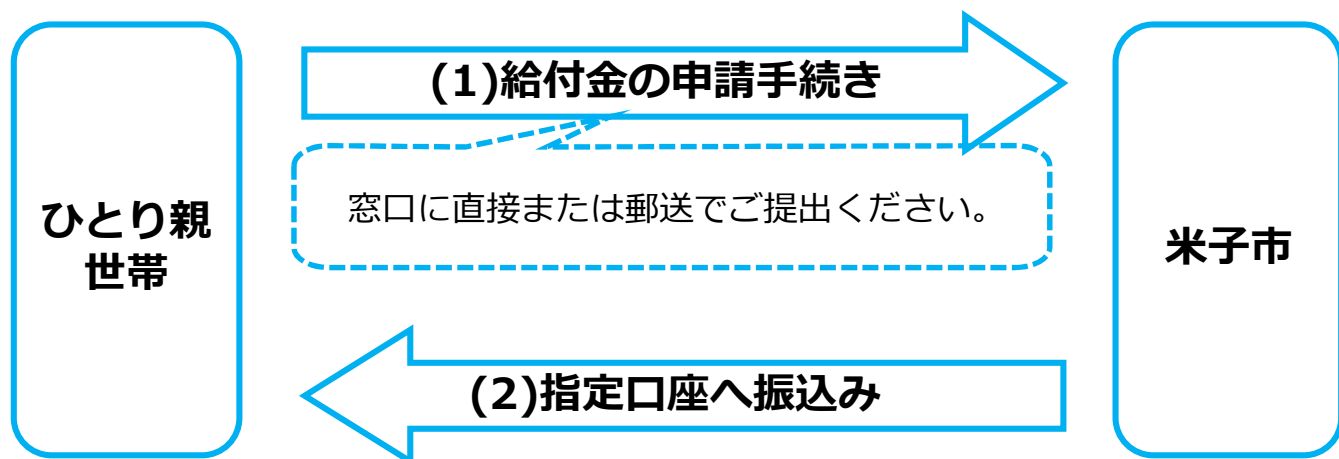 (1)給付金の申請手続き
窓口に直接または郵送でご提出ください。
ひとり親
世帯
米子市
(2)指定口座へ振込み